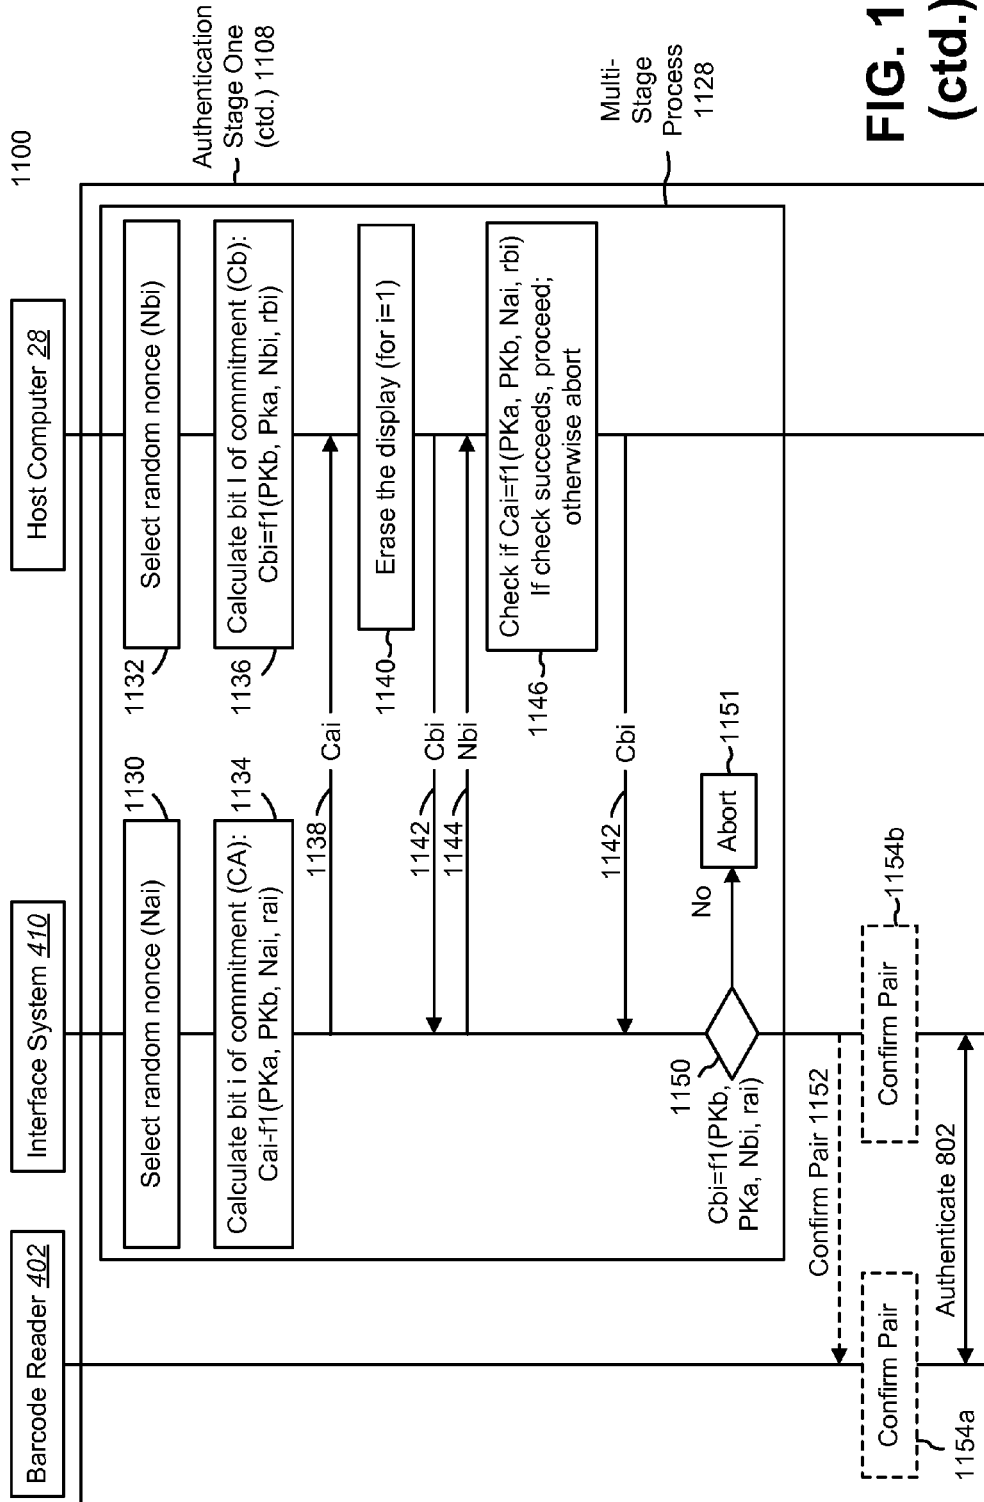 1100
Barcode Reader 402
Interface System 410
Host Computer 28
Authentication
Stage One
(ctd.) 1108
Select random nonce (Nai)
1130
Select random nonce (Nbi)
1132
Calculate bit i of commitment (CA):
Cai-f1(PKa, PKb, Nai, rai)
1134
Calculate bit I of commitment (Cb):
Cbi=f1(PKb, Pka, Nbi, rbi)
1136
1138
Cai
Erase the display (for i=1)
1140
1142
Cbi
1144
Nbi
Check if Cai=f1(PKa, PKb, Nai, rbi)
If check succeeds, proceed;
otherwise abort
1146
1142
Cbi
Multi-
Stage
Process
1128
1150
Cbi=f1(PKb,
PKa, Nbi, rai)
No
Abort
1151
Confirm Pair 1152
Confirm Pair
1154a
Confirm Pair
1154b
Authenticate 802
FIG. 1
(ctd.)